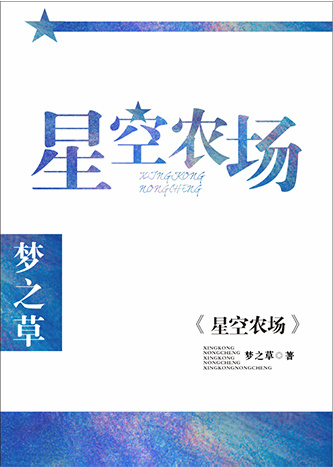 星空农场
XINGKONG
NONGCHENG
梦之草
《 星空农场 》
XINGKONG
NONGCHENG
XINGKONG
NONGCHENG
XINGKONGNONGCHENG
梦之草◎著